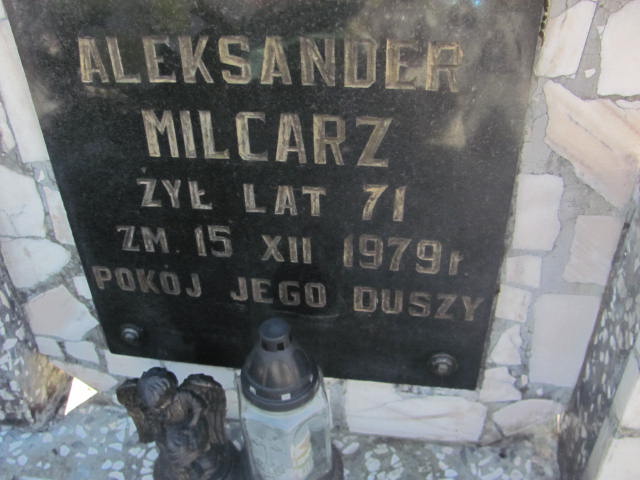 ALEKSANDER
MILCARZ
ŻYŁ LAT 71
ZM. 15 XII 1979 r.
POKÓJ JEGO DUSZY